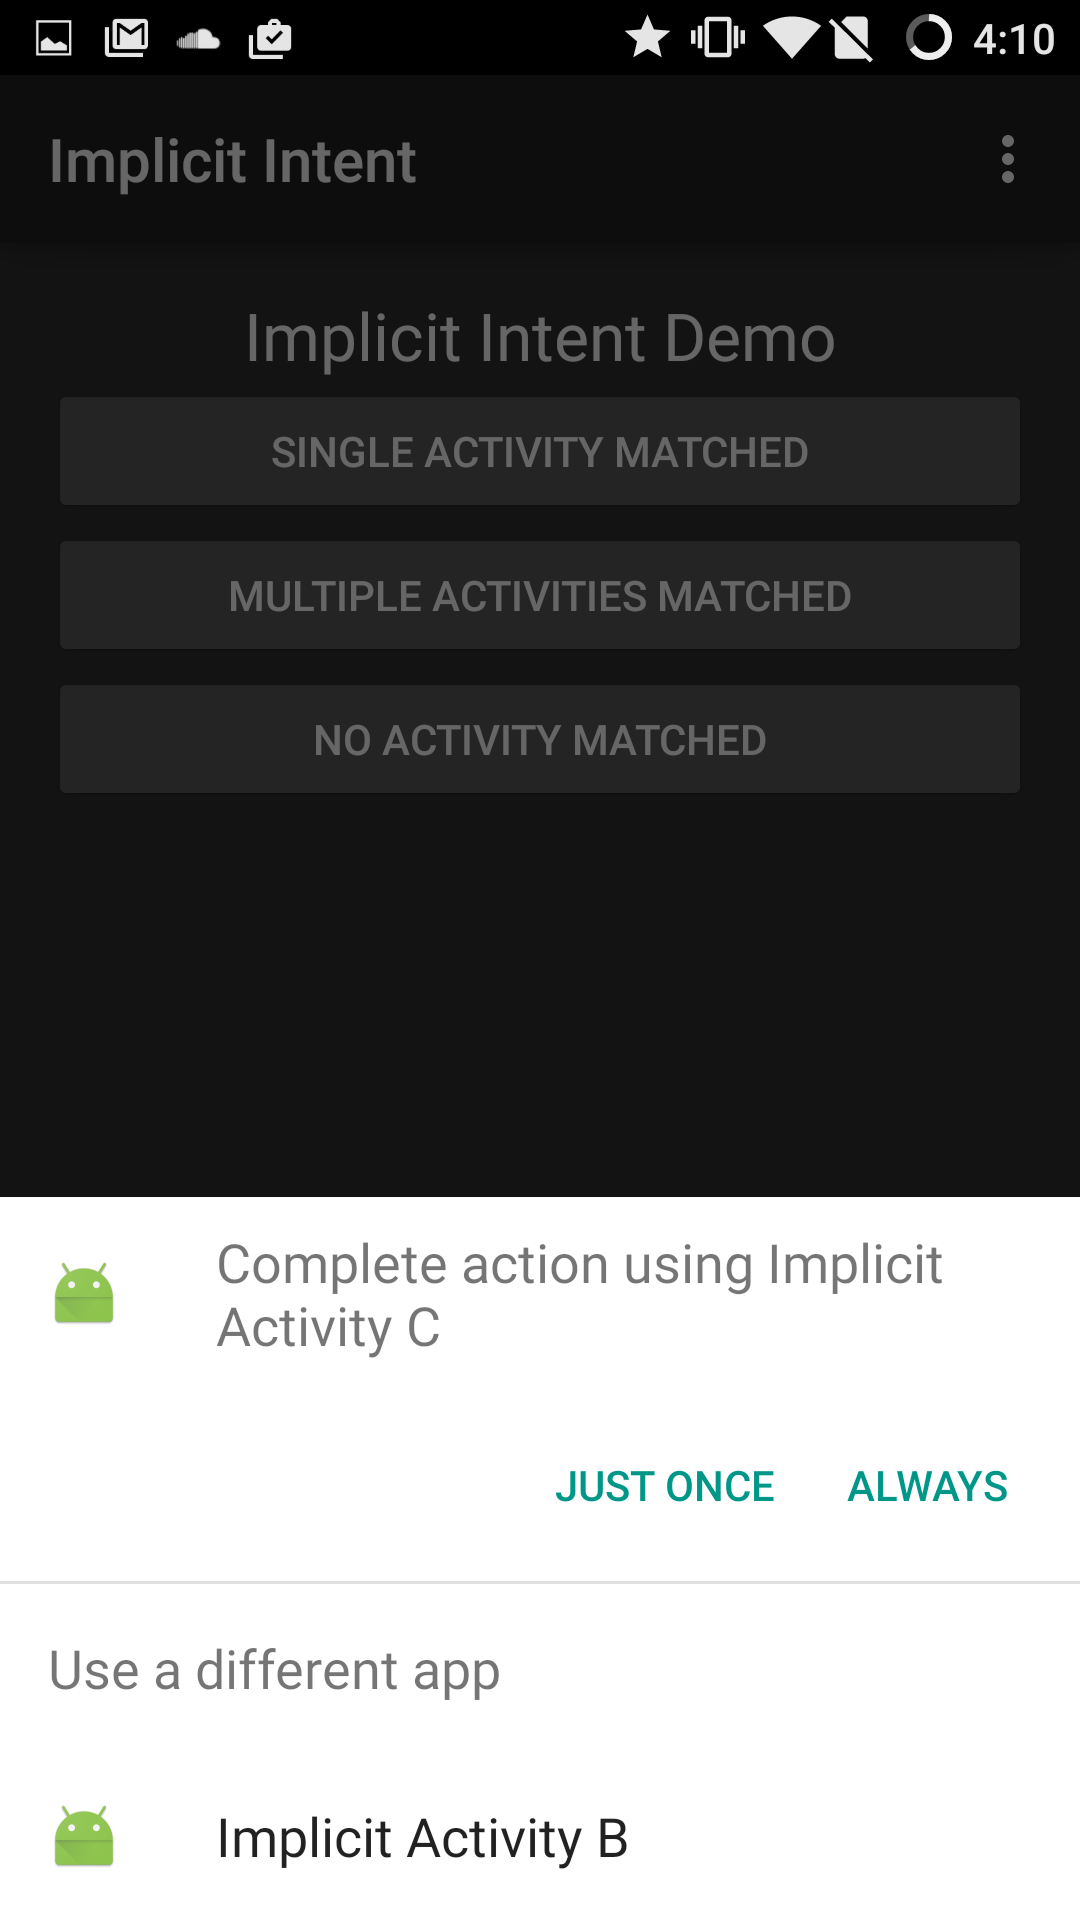 4:10
Implicit Intent
Implicit Intent Demo
SINGLE ACTIVITY MATCHED
MULTIPLE ACTIVITIES MATCHED
NO ACTIVITY MATCHED
Complete action using Implicit
Activity C
JUST ONCE ALWAYS
Use a different app
Implicit Activity B